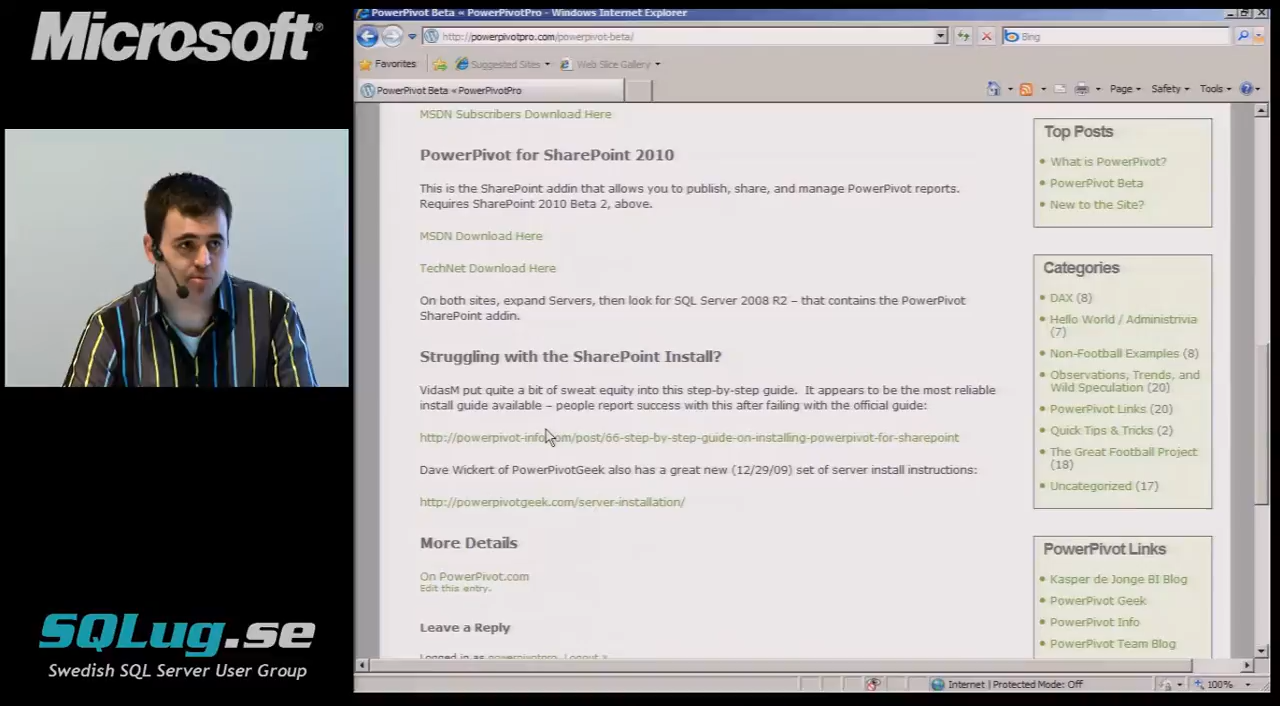 Microsoft®
SQLug.se
Swedish SQL Server User Group
PowerPivot Beta « PowerPivotPro - Windows Internet Explorer
http://powerpivotpro.com/powerpivot-beta/
Bing
Favorites
Suggested Sites
Web Slice Gallery
PowerPivot Beta « PowerPivotPro
Page
Safety
Tools
MSDN Subscribers Download Here
PowerPivot for SharePoint 2010
This is the SharePoint addin that allows you to publish, share, and manage PowerPivot reports.
Requires SharePoint 2010 Beta 2, above.
MSDN Download Here
TechNet Download Here
On both sites, expand Servers, then look for SQL Server 2008 R2 – that contains the PowerPivot
SharePoint addin.
Struggling with the SharePoint Install?
VidasM put quite a bit of sweat equity into this step-by-step guide. It appears to be the most reliable
install guide available – people report success with this after failing with the official guide:
http://powerpivot-info.com/post/66-step-by-step-guide-on-installing-powerpivot-for-sharepoint
Dave Wickert of PowerPivotGeek also has a great new (12/29/09) set of server install instructions:
http://powerpivotgeek.com/server-installation/
More Details
On PowerPivot.com
Edit this entry.
Leave a Reply
Logged in as powerpivotpro. Logout »
Top Posts
What is PowerPivot?
PowerPivot Beta
New to the Site?
Categories
DAX (8)
Hello World / Administrivia
(7)
Non-Football Examples (8)
Observations, Trends, and
Wild Speculation (20)
PowerPivot Links (20)
Quick Tips & Tricks (2)
The Great Football Project
(18)
Uncategorized (17)
PowerPivot Links
Kasper de Jonge BI Blog
PowerPivot Geek
PowerPivot Info
PowerPivot Team Blog
Internet | Protected Mode: Off
100%